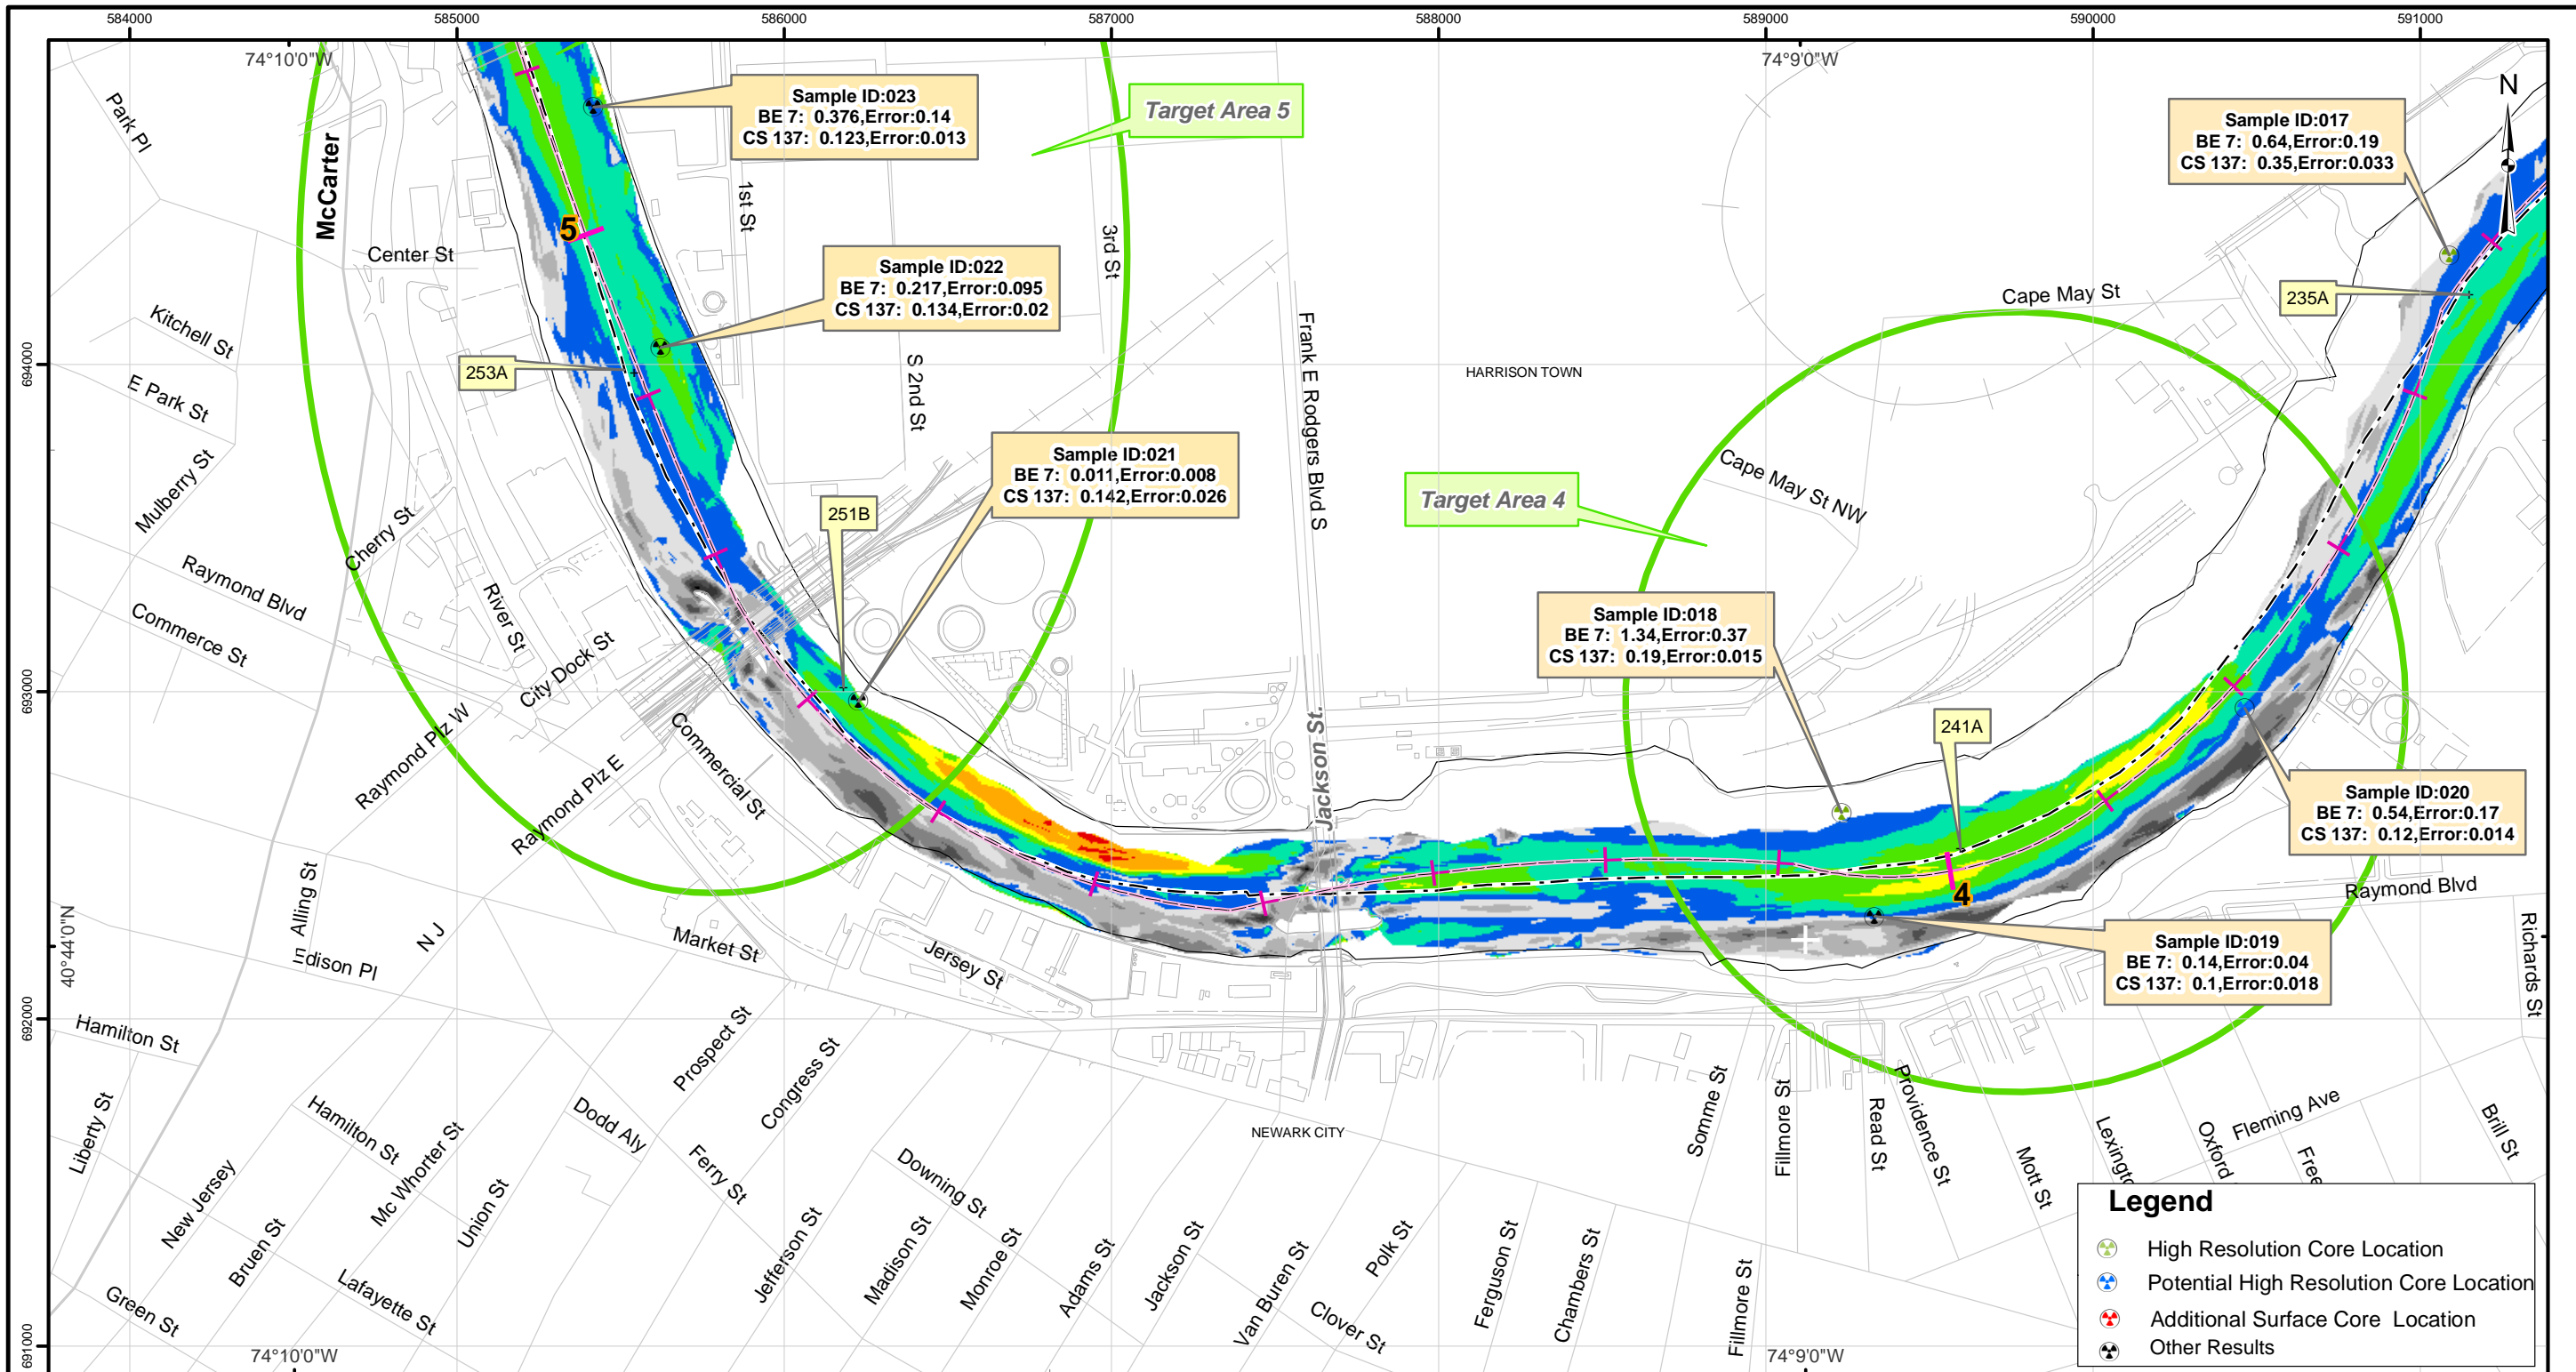 584000
585000
586000
587000
588000
589000
590000
591000
74°10'0"W
74°9'0"W
N
Sample ID:023
BE 7: 0.376,Error:0.14
CS 137: 0.123,Error:0.013
Target Area 5
Sample ID:017
BE 7: 0.64,Error:0.19
CS 137: 0.35,Error:0.033
Park Pl
McCarter
1st St
3rd St
5
Center St
Sample ID:022
BE 7: 0.217,Error:0.095
CS 137: 0.134,Error:0.02
235A
Cape May St
Kitchell St
694000
253A
E Park St
S 2nd St
Frank E Rodgers Blvd S
HARRISON TOWN
Mulberry St
Sample ID:021
BE 7: 0.011,Error:0.008
CS 137: 0.142,Error:0.026
Cape May St NW
Target Area 4
251B
Cherry St
Raymond Blvd
River St
Commerce St
City Dock St
Sample ID:018
BE 7: 1.34,Error:0.37
CS 137: 0.19,Error:0.015
693000
Raymond Plz W
Commercial St
Raymond Plz E
Jackson St.
241A
Sample ID:020
BE 7: 0.54,Error:0.17
CS 137: 0.12,Error:0.014
4
Raymond Blvd
Alling St
40°44'0"N
N J
Edison Pl
Market St
Jersey St
Sample ID:019
BE 7: 0.14,Error:0.04
CS 137: 0.1,Error:0.018
Richards St
692000
Hamilton St
Prospect St
Congress St
Liberty St
Hamilton St
Mc Whorter St
Dodd Aly
Ferry St
NEWARK CITY
Somme St
Fillmore St
Read St
Providence St
Mott St
Fleming Ave
Brill St
New Jersey
Bruen St
Union St
Downing St
Jefferson St
Madison St
Monroe St
Adams St
Jackson St
Van Buren St
Polk St
Ferguson St
Chambers St
Fillmore St
Oxford
Green St
Lafayette St
Clover St
691000
74°10'0"W
74°9'0"W
Legend
High Resolution Core Location
Potential High Resolution Core Location
Additional Surface Core Location
Other Results